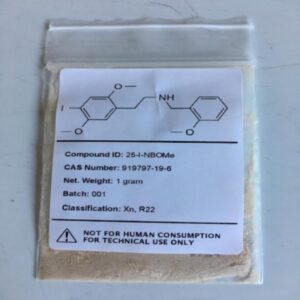 O
I
NH
O
O
O
Compound ID: 25-I-NBOMe
CAS Number: 919797-19-6
Net. Weight: 1 gram
Batch: 001
Classification: Xn, R22
! NOT FOR HUMAN CONSUMPTION
FOR TECHNICAL USE ONLY